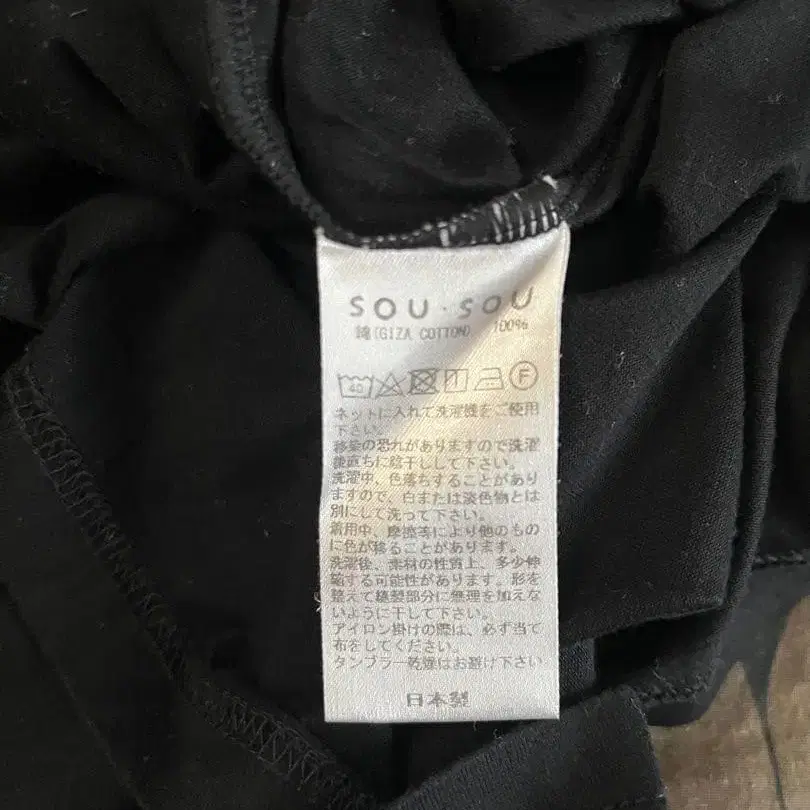 SOU・SOU
綿(GIZA COTTON) 100%
40 F
ネットに入れて洗濯機をご使用
下さい。
移染の恐れがありますので洗濯
後直ちに陰干しして下さい。
洗濯中、色落ちすることがあり
ますので、白または淡色物とは
別にして洗って下さい。
着用中、摩擦等により他のもの
に色が移ることがあります。
洗濯後、素材の性質上、多少伸
縮する可能性があります。形を
整えて縫製部分に無理を加えな
いように干して下さい。
アイロン掛けの際は、必ず当て
布をしてください。
タンブラー乾燥はお避け下さい
日本製